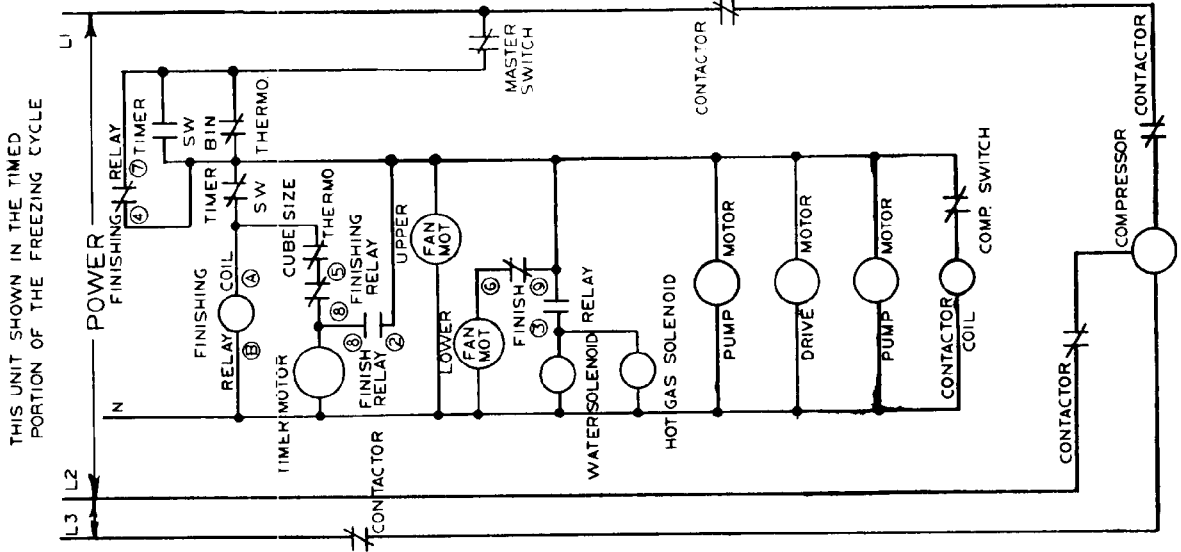 THIS UNIT SHOWN IN THE TIMED
PORTION OF THE FREEZING CYCLE
L3
L2
N
POWER
L1
FINISHING RELAY
④
⑦
TIMER
SW
BIN
THERMO.
TIMER
SW
MASTER
SWITCH
FINISHING
RELAY COIL
Ⓑ
Ⓐ
CUBE SIZE
THERMO
⑧
⑤
FINISHING
RELAY
TIMER MOTOR
FINISH
RELAY
⑧
②
UPPER
FAN
MOT
LOWER
FAN
MOT
⑥
⑨
FINISH
RELAY
③
WATER SOLENOID
HOT GAS SOLENOID
PUMP MOTOR
DRIVE MOTOR
PUMP MOTOR
CONTACTOR
COIL
COMP. SWITCH
CONTACTOR
CONTACTOR
CONTACTOR
COMPRESSOR
CONTACTOR